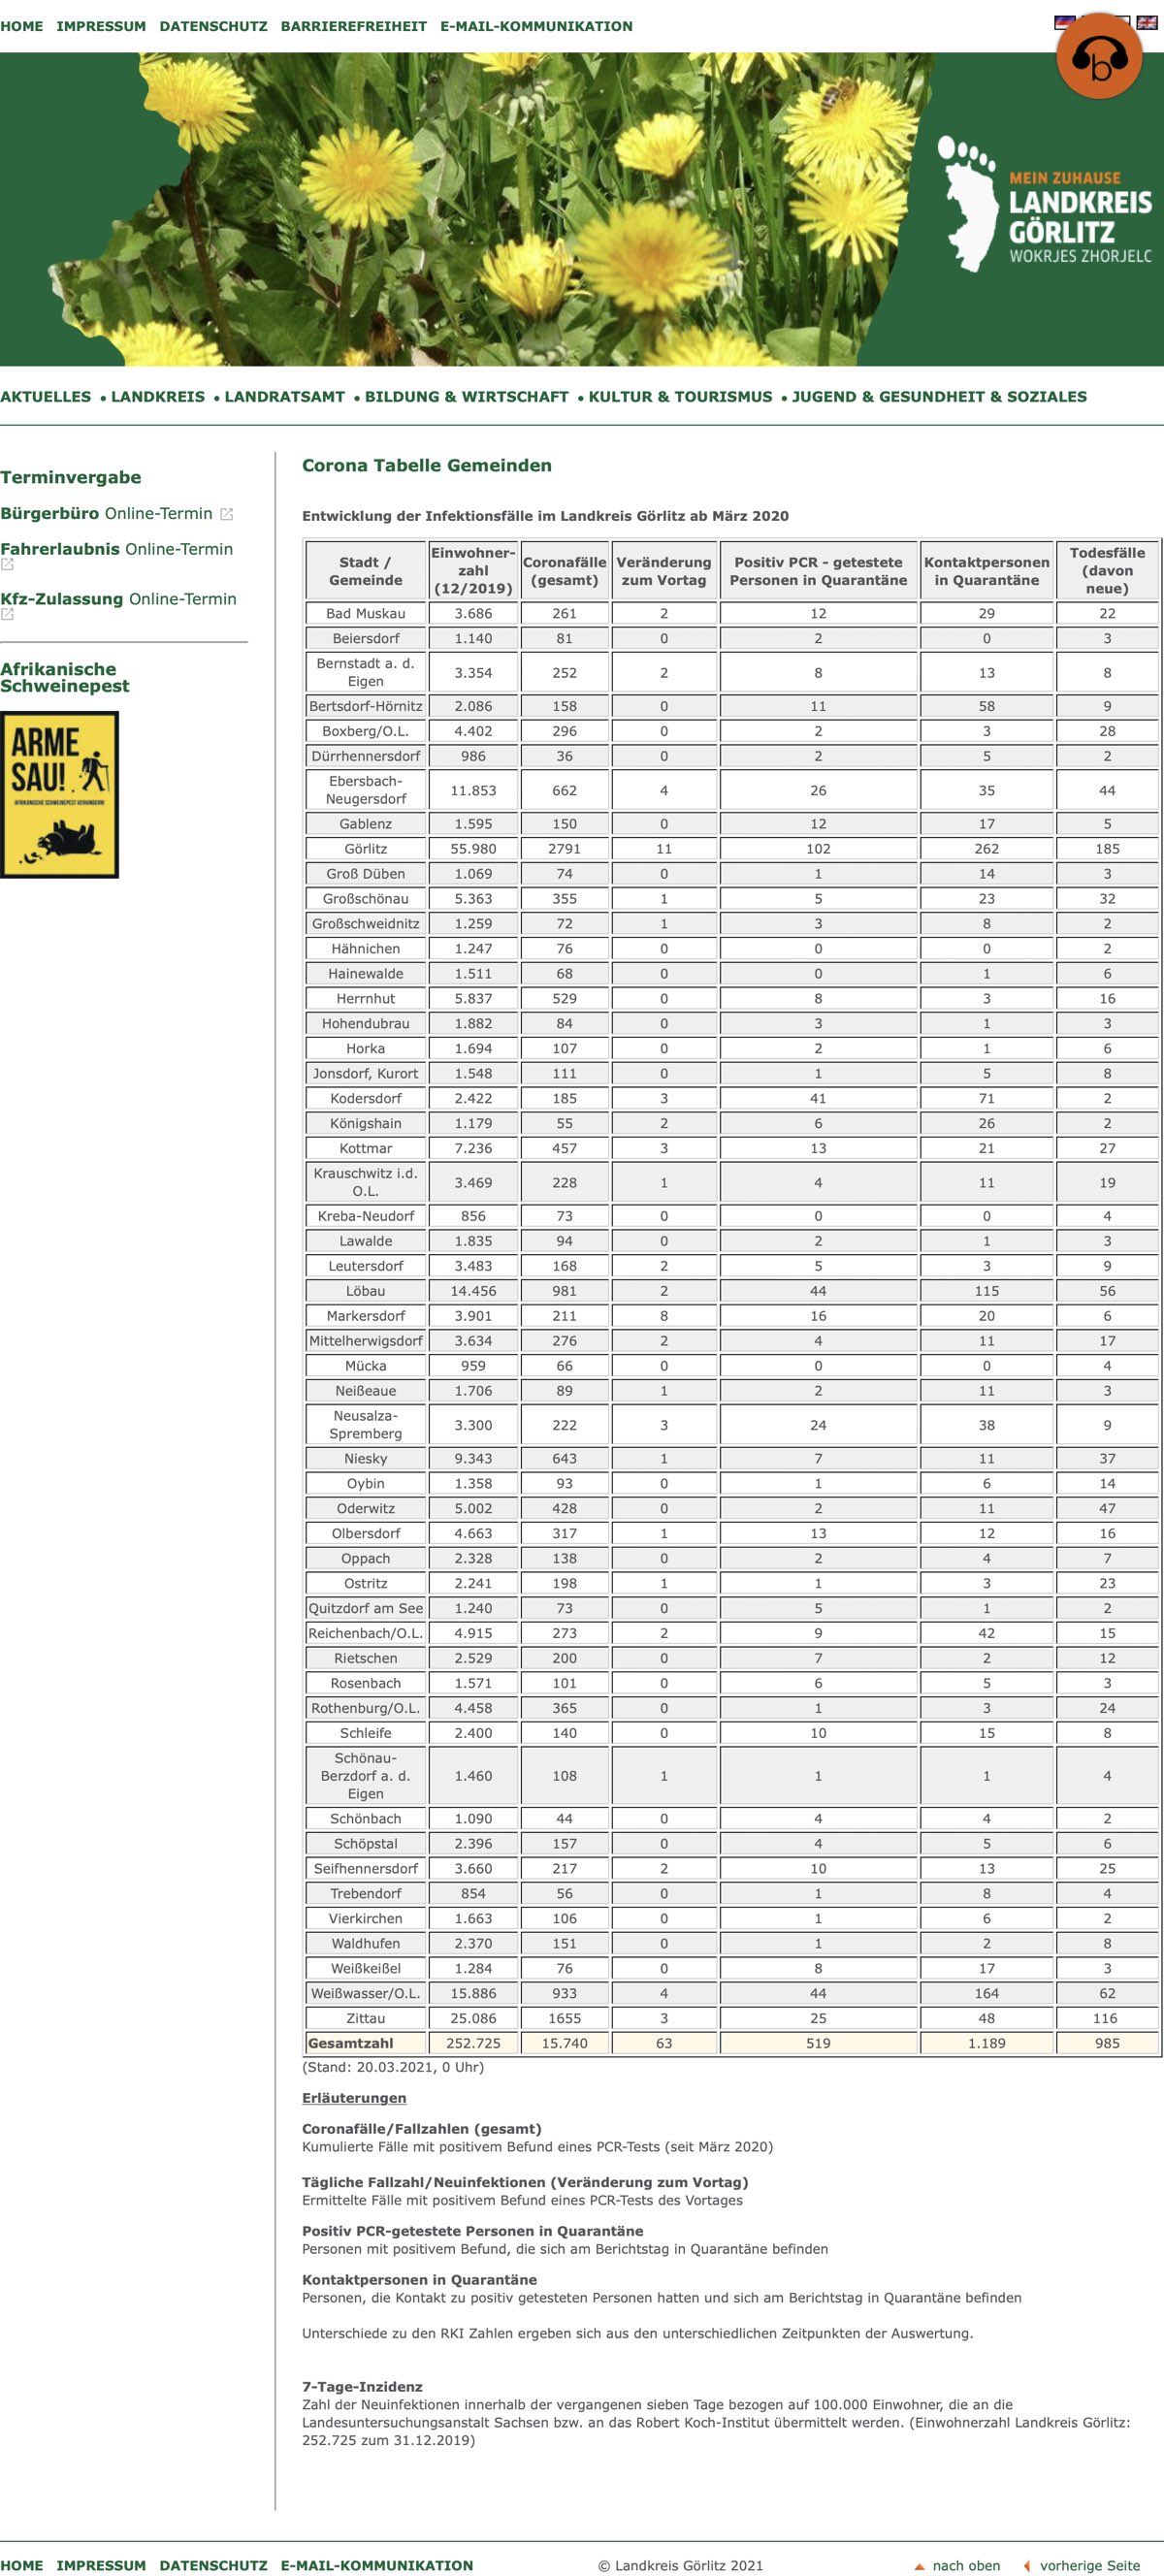 HOME IMPRESSUM DATENSCHUTZ BARRIEREFREIHEIT E-MAIL-KOMMUNIKATION
b
MEIN ZUHAUSE
LANDKREIS
GÖRLITZ
WOKRJES ZHORJELC
AKTUELLES • LANDKREIS • LANDRATSAMT • BILDUNG & WIRTSCHAFT • KULTUR & TOURISMUS • JUGEND & GESUNDHEIT & SOZIALES
Terminvergabe
Bürgerbüro Online-Termin
Fahrerlaubnis Online-Termin
Kfz-Zulassung Online-Termin
Afrikanische
Schweinepest
ARME
SAU!
AFRIKANISCHE SCHWEINEPEST VERHINDERN!
Corona Tabelle Gemeinden
Entwicklung der Infektionsfälle im Landkreis Görlitz ab März 2020
Stadt / Gemeinde Einwohner-zahl (12/2019) Coronafälle (gesamt) Veränderung zum Vortag Positiv PCR - getestete Personen in Quarantäne Kontaktpersonen in Quarantäne Todesfälle (davon neue)
Bad Muskau 3.686 261 2 12 29 22
Beiersdorf 1.140 81 0 2 0 3
Bernstadt a. d. Eigen 3.354 252 2 8 13 8
Bertsdorf-Hörnitz 2.086 158 0 11 58 9
Boxberg/O.L. 4.402 296 0 2 3 28
Dürrhennersdorf 986 36 0 2 5 2
Ebersbach-Neugersdorf 11.853 662 4 26 35 44
Gablenz 1.595 150 0 12 17 5
Görlitz 55.980 2791 11 102 262 185
Groß Düben 1.069 74 0 1 14 3
Großschönau 5.363 355 1 5 23 32
Großschweidnitz 1.259 72 1 3 8 2
Hähnichen 1.247 76 0 0 0 2
Hainewalde 1.511 68 0 0 1 6
Herrnhut 5.837 529 0 8 3 16
Hohendubrau 1.882 84 0 3 1 3
Horka 1.694 107 0 2 1 6
Jonsdorf, Kurort 1.548 111 0 1 5 8
Kodersdorf 2.422 185 3 41 71 2
Königshain 1.179 55 2 6 26 2
Kottmar 7.236 457 3 13 21 27
Krauschwitz i.d. O.L. 3.469 228 1 4 11 19
Kreba-Neudorf 856 73 0 0 0 4
Lawalde 1.835 94 0 2 1 3
Leutersdorf 3.483 168 2 5 3 9
Löbau 14.456 981 2 44 115 56
Markersdorf 3.901 211 8 16 20 6
Mittelherwigsdorf 3.634 276 2 4 11 17
Mücka 959 66 0 0 0 4
Neißeaue 1.706 89 1 2 11 3
Neusalza-Spremberg 3.300 222 3 24 38 9
Niesky 9.343 643 1 7 11 37
Oybin 1.358 93 0 1 6 14
Oderwitz 5.002 428 0 2 11 47
Olbersdorf 4.663 317 1 13 12 16
Oppach 2.328 138 0 2 4 7
Ostritz 2.241 198 1 1 3 23
Quitzdorf am See 1.240 73 0 5 1 2
Reichenbach/O.L. 4.915 273 2 9 42 15
Rietschen 2.529 200 0 7 2 12
Rosenbach 1.571 101 0 6 5 3
Rothenburg/O.L. 4.458 365 0 1 3 24
Schleife 2.400 140 0 10 15 8
Schönau-Berzdorf a. d. Eigen 1.460 108 1 1 1 4
Schönbach 1.090 44 0 4 4 2
Schöpstal 2.396 157 0 4 5 6
Seifhennersdorf 3.660 217 2 10 13 25
Trebendorf 854 56 0 1 8 4
Vierkirchen 1.663 106 0 1 6 2
Waldhufen 2.370 151 0 1 2 8
Weißkeißel 1.284 76 0 8 17 3
Weißwasser/O.L. 15.886 933 4 44 164 62
Zittau 25.086 1655 3 25 48 116
Gesamtzahl 252.725 15.740 63 519 1.189 985
(Stand: 20.03.2021, 0 Uhr)
Erläuterungen
Coronafälle/Fallzahlen (gesamt)
Kumulierte Fälle mit positivem Befund eines PCR-Tests (seit März 2020)
Tägliche Fallzahl/Neuinfektionen (Veränderung zum Vortag)
Ermittelte Fälle mit positivem Befund eines PCR-Tests des Vortages
Positiv PCR-getestete Personen in Quarantäne
Personen mit positivem Befund, die sich am Berichtstag in Quarantäne befinden
Kontaktpersonen in Quarantäne
Personen, die Kontakt zu positiv getesteten Personen hatten und sich am Berichtstag in Quarantäne befinden
Unterschiede zu den RKI Zahlen ergeben sich aus den unterschiedlichen Zeitpunkten der Auswertung.
7-Tage-Inzidenz
Zahl der Neuinfektionen innerhalb der vergangenen sieben Tage bezogen auf 100.000 Einwohner, die an die
Landesuntersuchungsanstalt Sachsen bzw. an das Robert Koch-Institut übermittelt werden. (Einwohnerzahl Landkreis Görlitz:
252.725 zum 31.12.2019)
HOME IMPRESSUM DATENSCHUTZ E-MAIL-KOMMUNIKATION © Landkreis Görlitz 2021 nach oben vorherige Seite